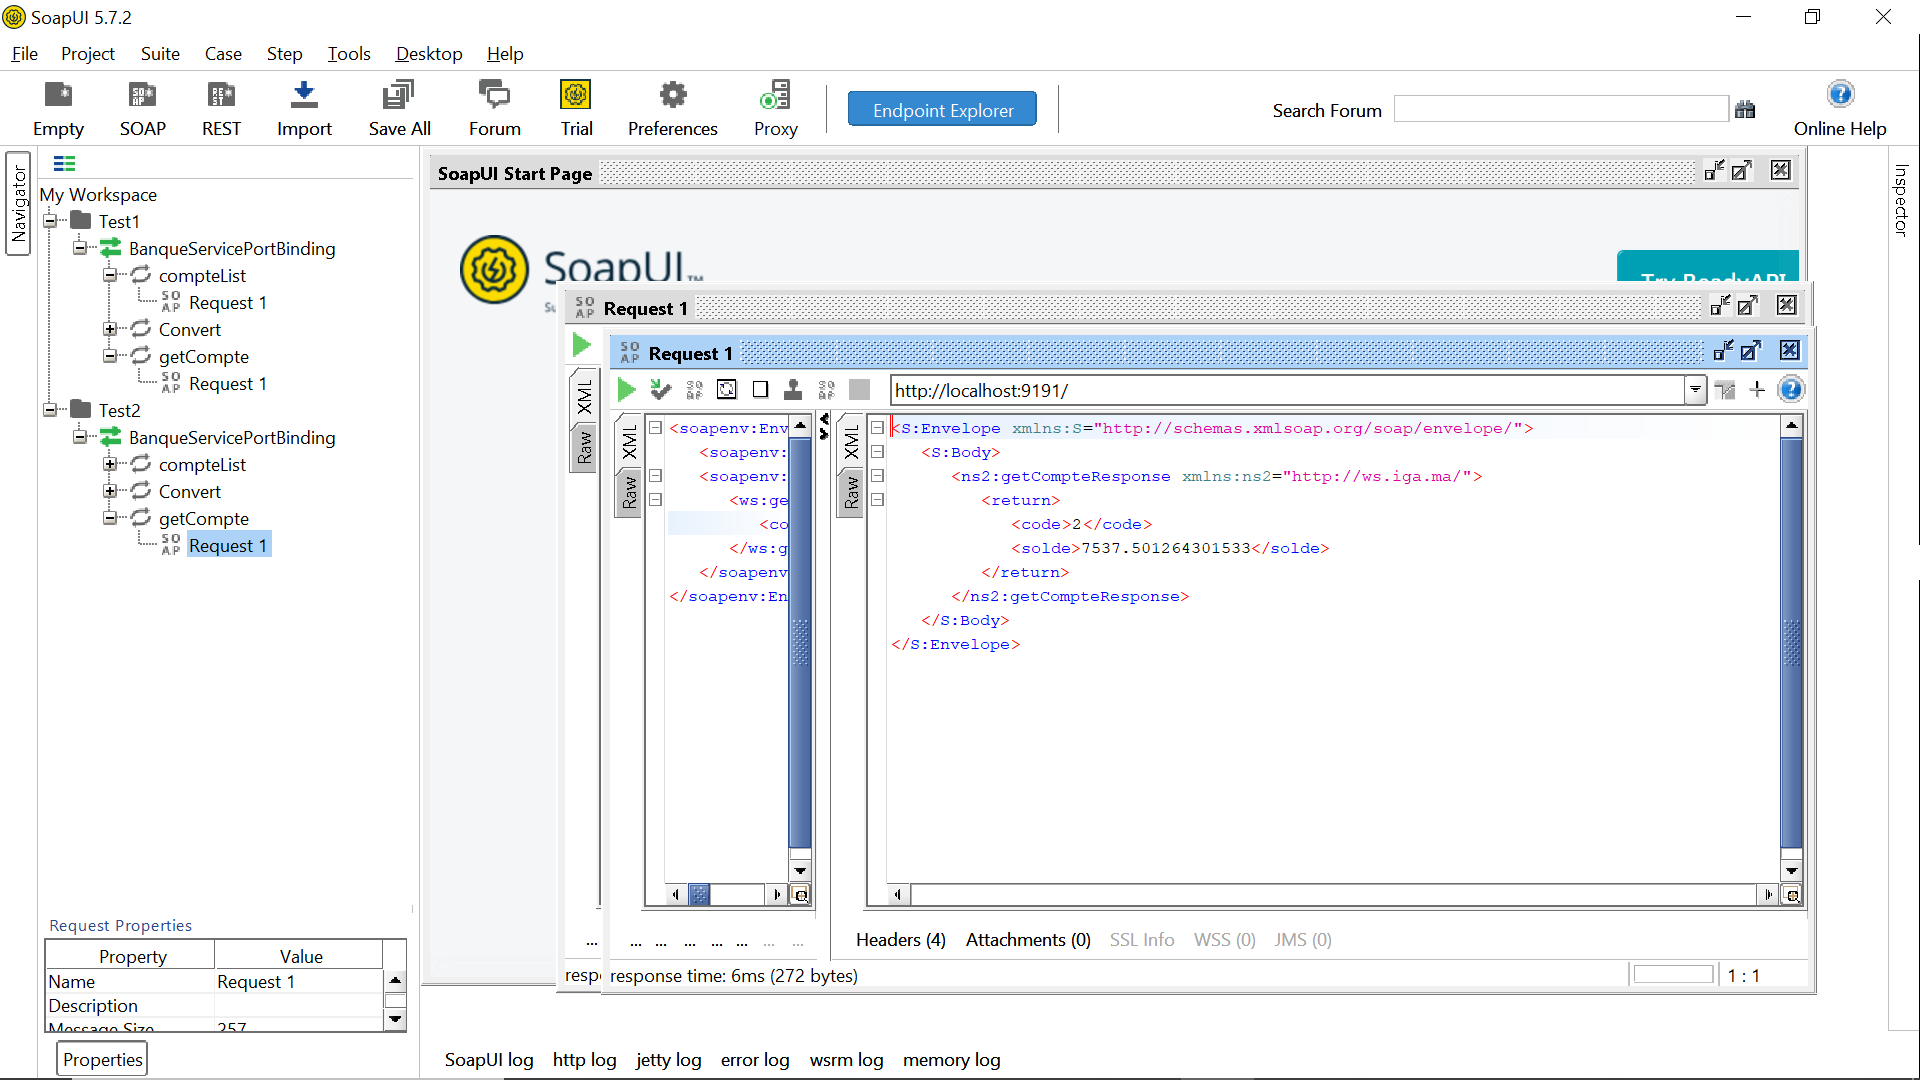 SoapUI 5.7.2
File Project Suite Case Step Tools Desktop Help
Empty SOAP REST Import Save All Forum Trial Preferences Proxy Endpoint Explorer Search Forum Online Help
Navigator
Inspector
My Workspace
Test1
BanqueServicePortBinding
compteList
Request 1
Convert
getCompte
Request 1
Test2
BanqueServicePortBinding
compteList
Convert
getCompte
Request 1
SoapUI Start Page
SoapUI™
Try ReadyAPI
Request 1
XML
Raw
Request 1
http://localhost:9191/
XML
Raw
<soapenv:Env
<soapenv:
<soapenv:
<ws:ge
<co
</ws:g
</soapenv
</soapenv:En
XML
Raw
<S:Envelope xmlns:S="http://schemas.xmlsoap.org/soap/envelope/">
<S:Body>
<ns2:getCompteResponse xmlns:ns2="http://ws.iga.ma/">
<return>
<code>2</code>
<solde>7537.501264301533</solde>
</return>
</ns2:getCompteResponse>
</S:Body>
</S:Envelope>
... ... ... ... ... ... ... ...
Headers (4) Attachments (0) SSL Info WSS (0) JMS (0)
resp
response time: 6ms (272 bytes)
1 : 1
Request Properties
Property Value
Name Request 1
Description
Message Size 257
Properties
SoapUI log http log jetty log error log wsrm log memory log